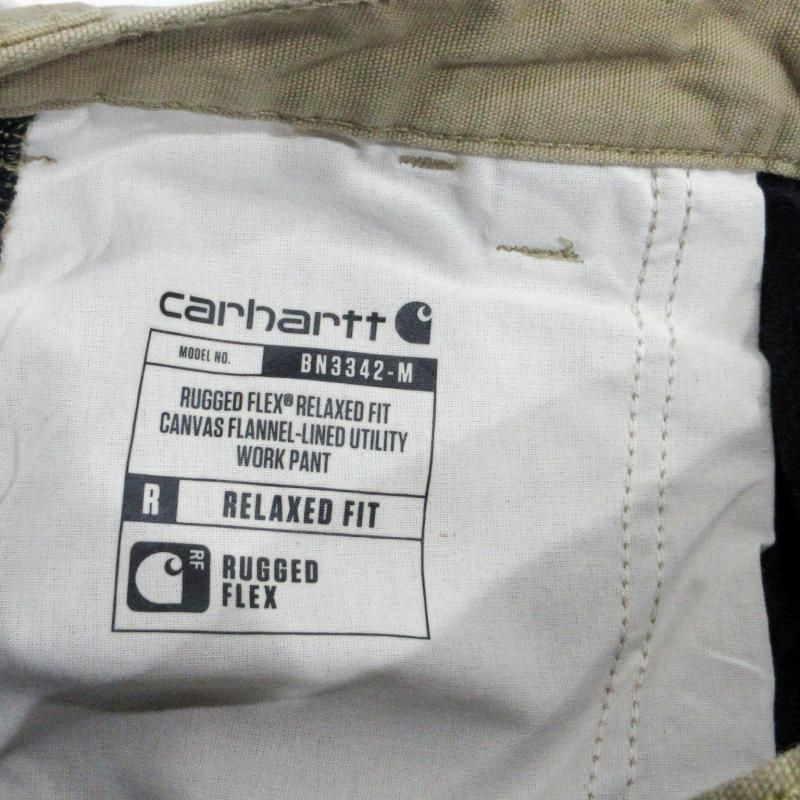 carhartt
MODEL NO. BN3342-M
RUGGED FLEX® RELAXED FIT
CANVAS FLANNEL-LINED UTILITY
WORK PANT
R RELAXED FIT
RF
RUGGED
FLEX